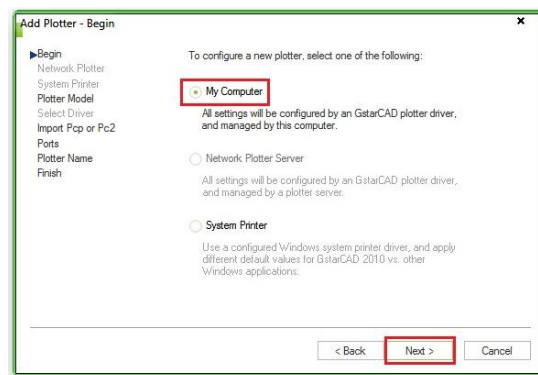 Add Plotter - Begin
Begin
Network Plotter
System Printer
Plotter Model
Select Driver
Import Pcp or Pc2
Ports
Plotter Name
Finish
To configure a new plotter, select one of the following:
My Computer
All settings will be configured by an GstarCAD plotter driver,
and managed by this computer.
Network Plotter Server
All settings will be configured by an GstarCAD plotter driver,
and managed by a plotter server.
System Printer
Use a configured Windows system printer driver, and apply
different default values for GstarCAD 2010 vs. other
Windows applications.
< Back
Next >
Cancel